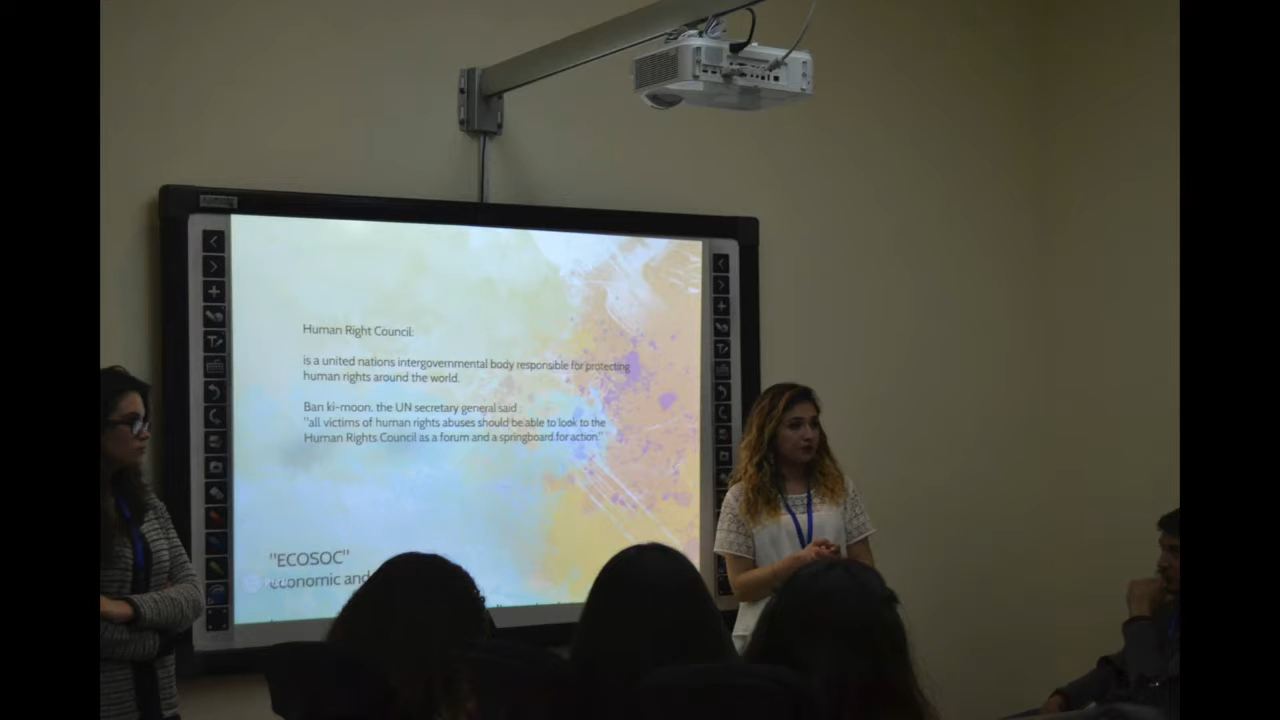 Human Right Council:
is a united nations intergovernmental body responsible for protecting
human rights around the world.
Ban ki-moon, the UN secretary general said
"all victims of human rights abuses should be able to look to the
Human Rights Council as a forum and a springboard for action."
"ECOSOC"
economic and